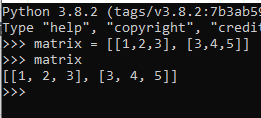 Python 3.8.2 (tags/v3.8.2:7b3ab59
Type "help", "copyright", "credit
>>> matrix = [[1,2,3], [3,4,5]]
>>> matrix
[[1, 2, 3], [3, 4, 5]]
>>>